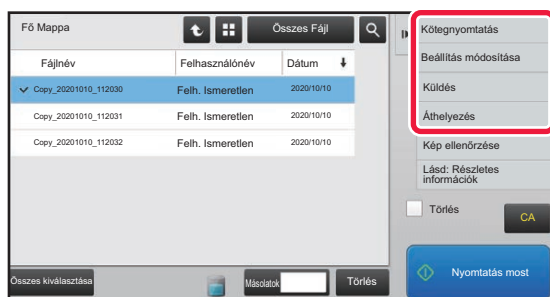 Fő Mappa
Összes Fájl
Fájlnév Felhasználónév Dátum
Copy_20201010_112030 Felh. Ismeretlen 2020/10/10
Copy_20201010_112031 Felh. Ismeretlen 2020/10/10
Copy_20201010_112032 Felh. Ismeretlen 2020/10/10
Összes kiválasztása
Másolatok
Törlés
Kötegnyomtatás
Beállítás módosítása
Küldés
Áthelyezés
Kép ellenőrzése
Lásd: Részletes
információk
Törlés
CA
Nyomtatás most